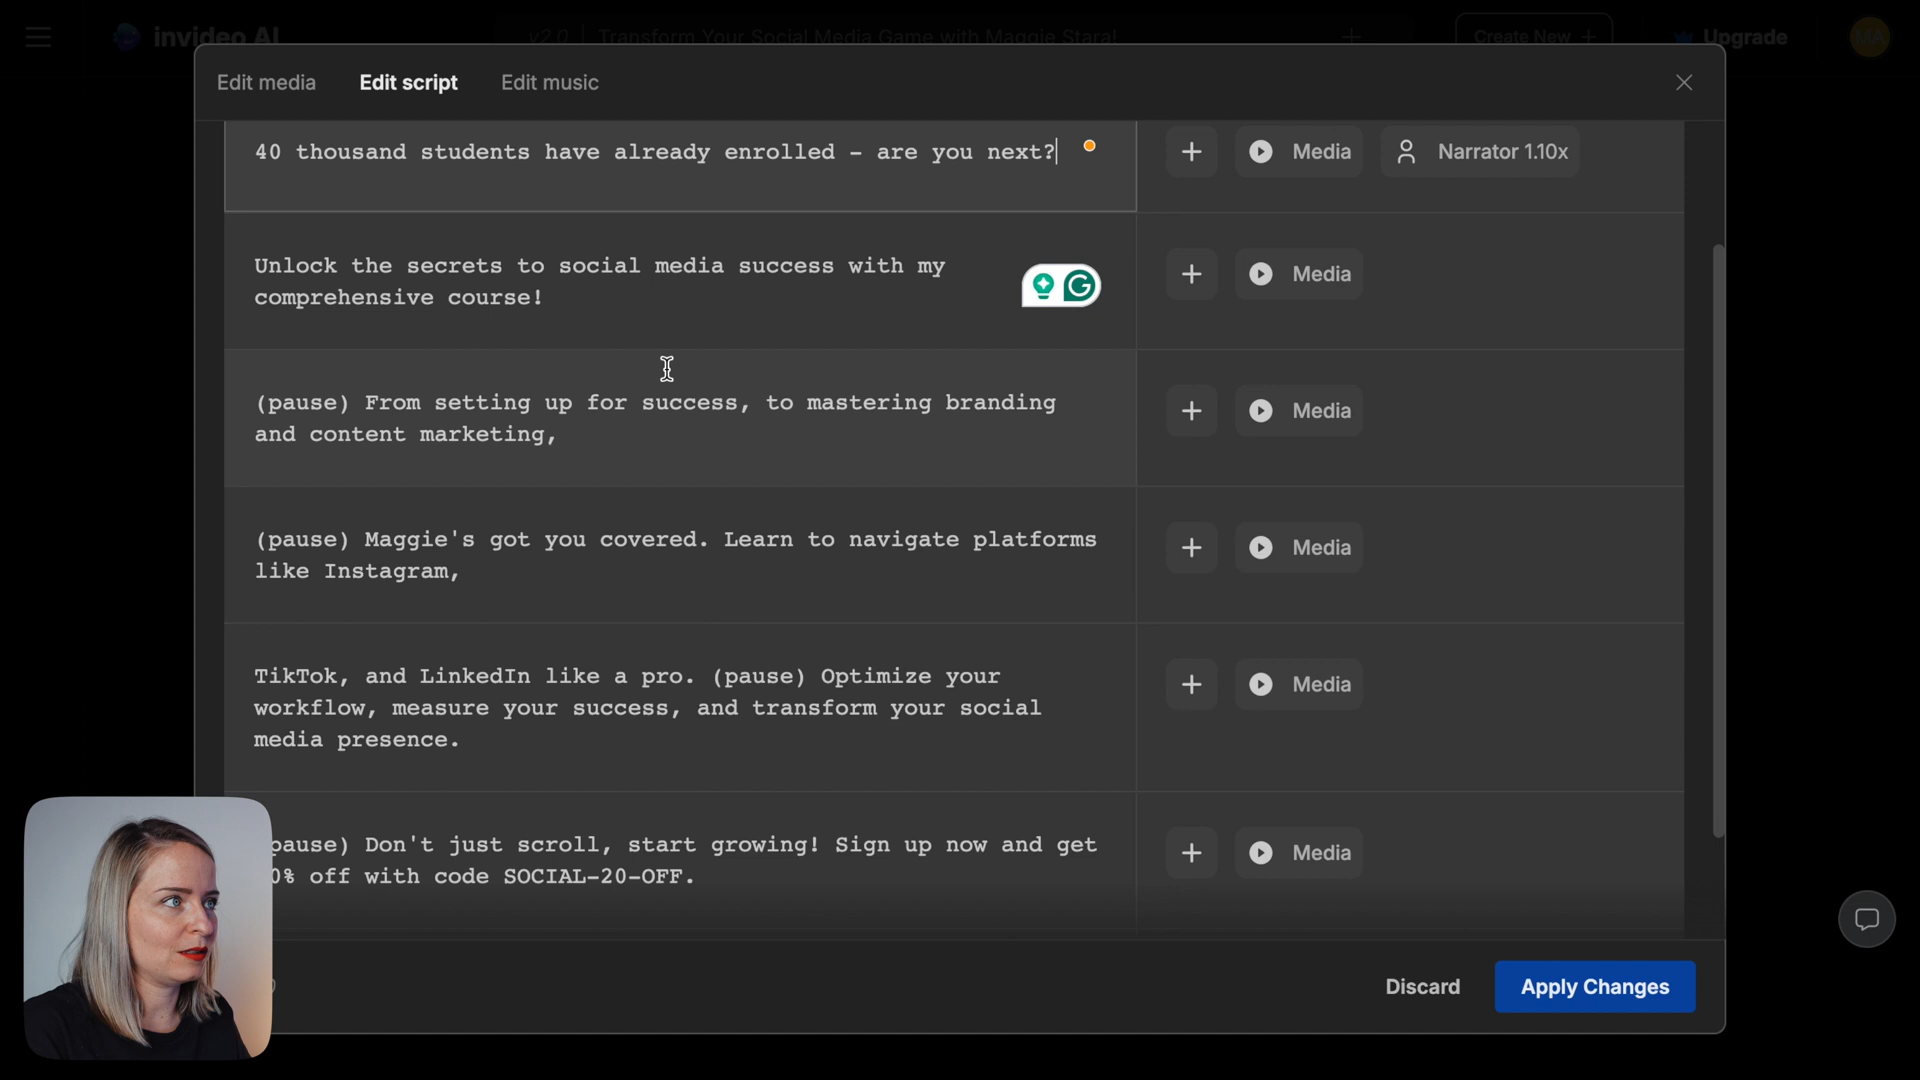 invideo AI
v2.0 | Transform Your Social Media Game with Maggie Stara!
Create New +
Upgrade
MA
Edit media
Edit script
Edit music
40 thousand students have already enrolled – are you next?
Media
Narrator 1.10x
Unlock the secrets to social media success with my
comprehensive course!
Media
(pause) From setting up for success, to mastering branding
and content marketing,
Media
(pause) Maggie's got you covered. Learn to navigate platforms
like Instagram,
Media
TikTok, and LinkedIn like a pro. (pause) Optimize your
workflow, measure your success, and transform your social
media presence.
Media
pause) Don't just scroll, start growing! Sign up now and get
0% off with code SOCIAL-20-OFF.
Media
Discard
Apply Changes